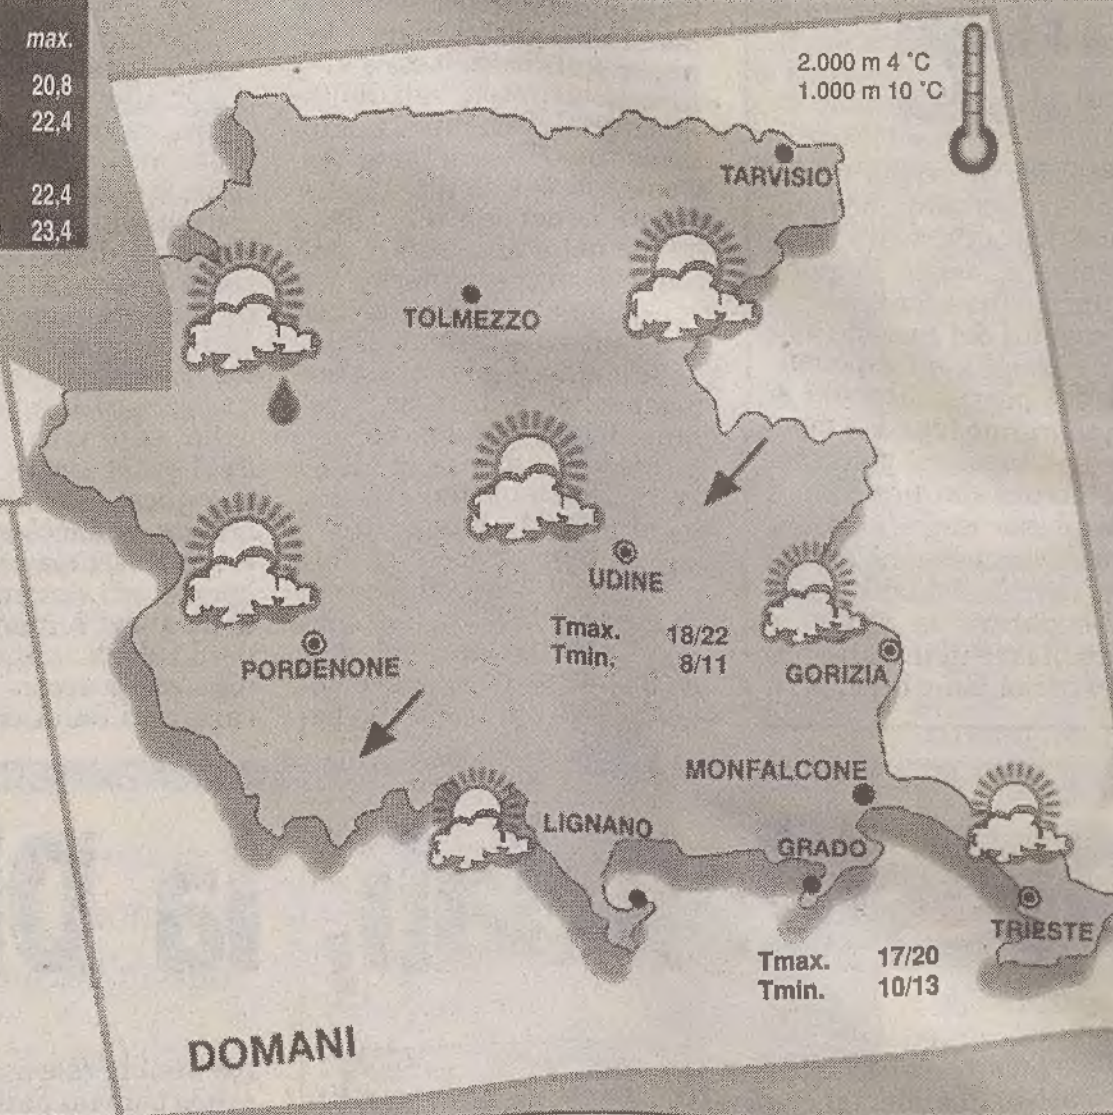 max.
20,8
22,4
22,4
23,4
2.000 m 4 °C
1.000 m 10 °C
TARVISIO
TOLMEZZO
UDINE
Tmax. 18/22
Tmin. 8/11
PORDENONE
GORIZIA
MONFALCONE
LIGNANO
GRADO
TRIESTE
Tmax. 17/20
Tmin. 10/13
DOMANI